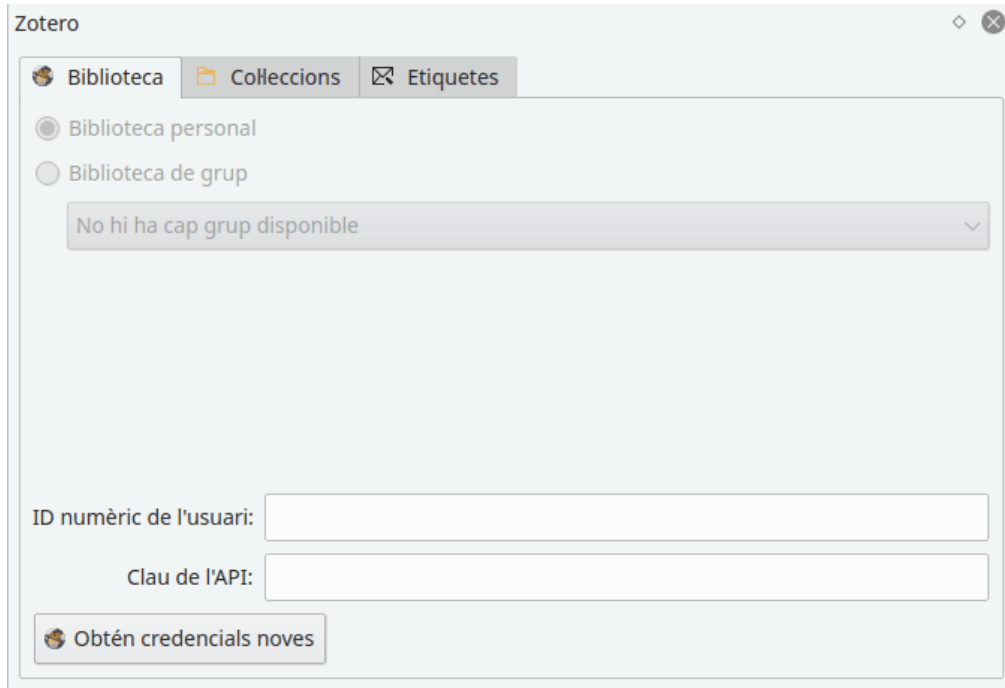 Zotero
Biblioteca Col·leccions Etiquetes
Biblioteca personal
Biblioteca de grup
No hi ha cap grup disponible
ID numèric de l'usuari:
Clau de l'API:
Obtén credencials noves